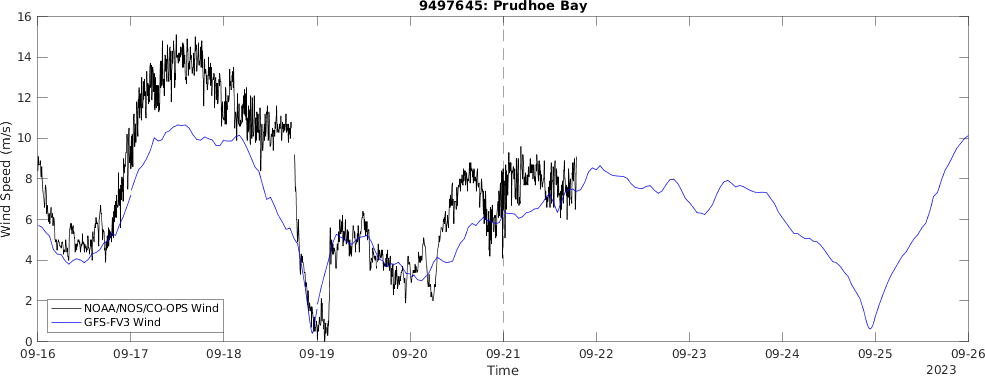 9497645: Prudhoe Bay
16
14
12
10
8
6
4
2
0
Wind Speed (m/s)
NOAA/NOS/CO-OPS Wind
GFS-FV3 Wind
09-16 09-17 09-18 09-19 09-20 09-21 09-22 09-23 09-24 09-25 09-26
Time
2023